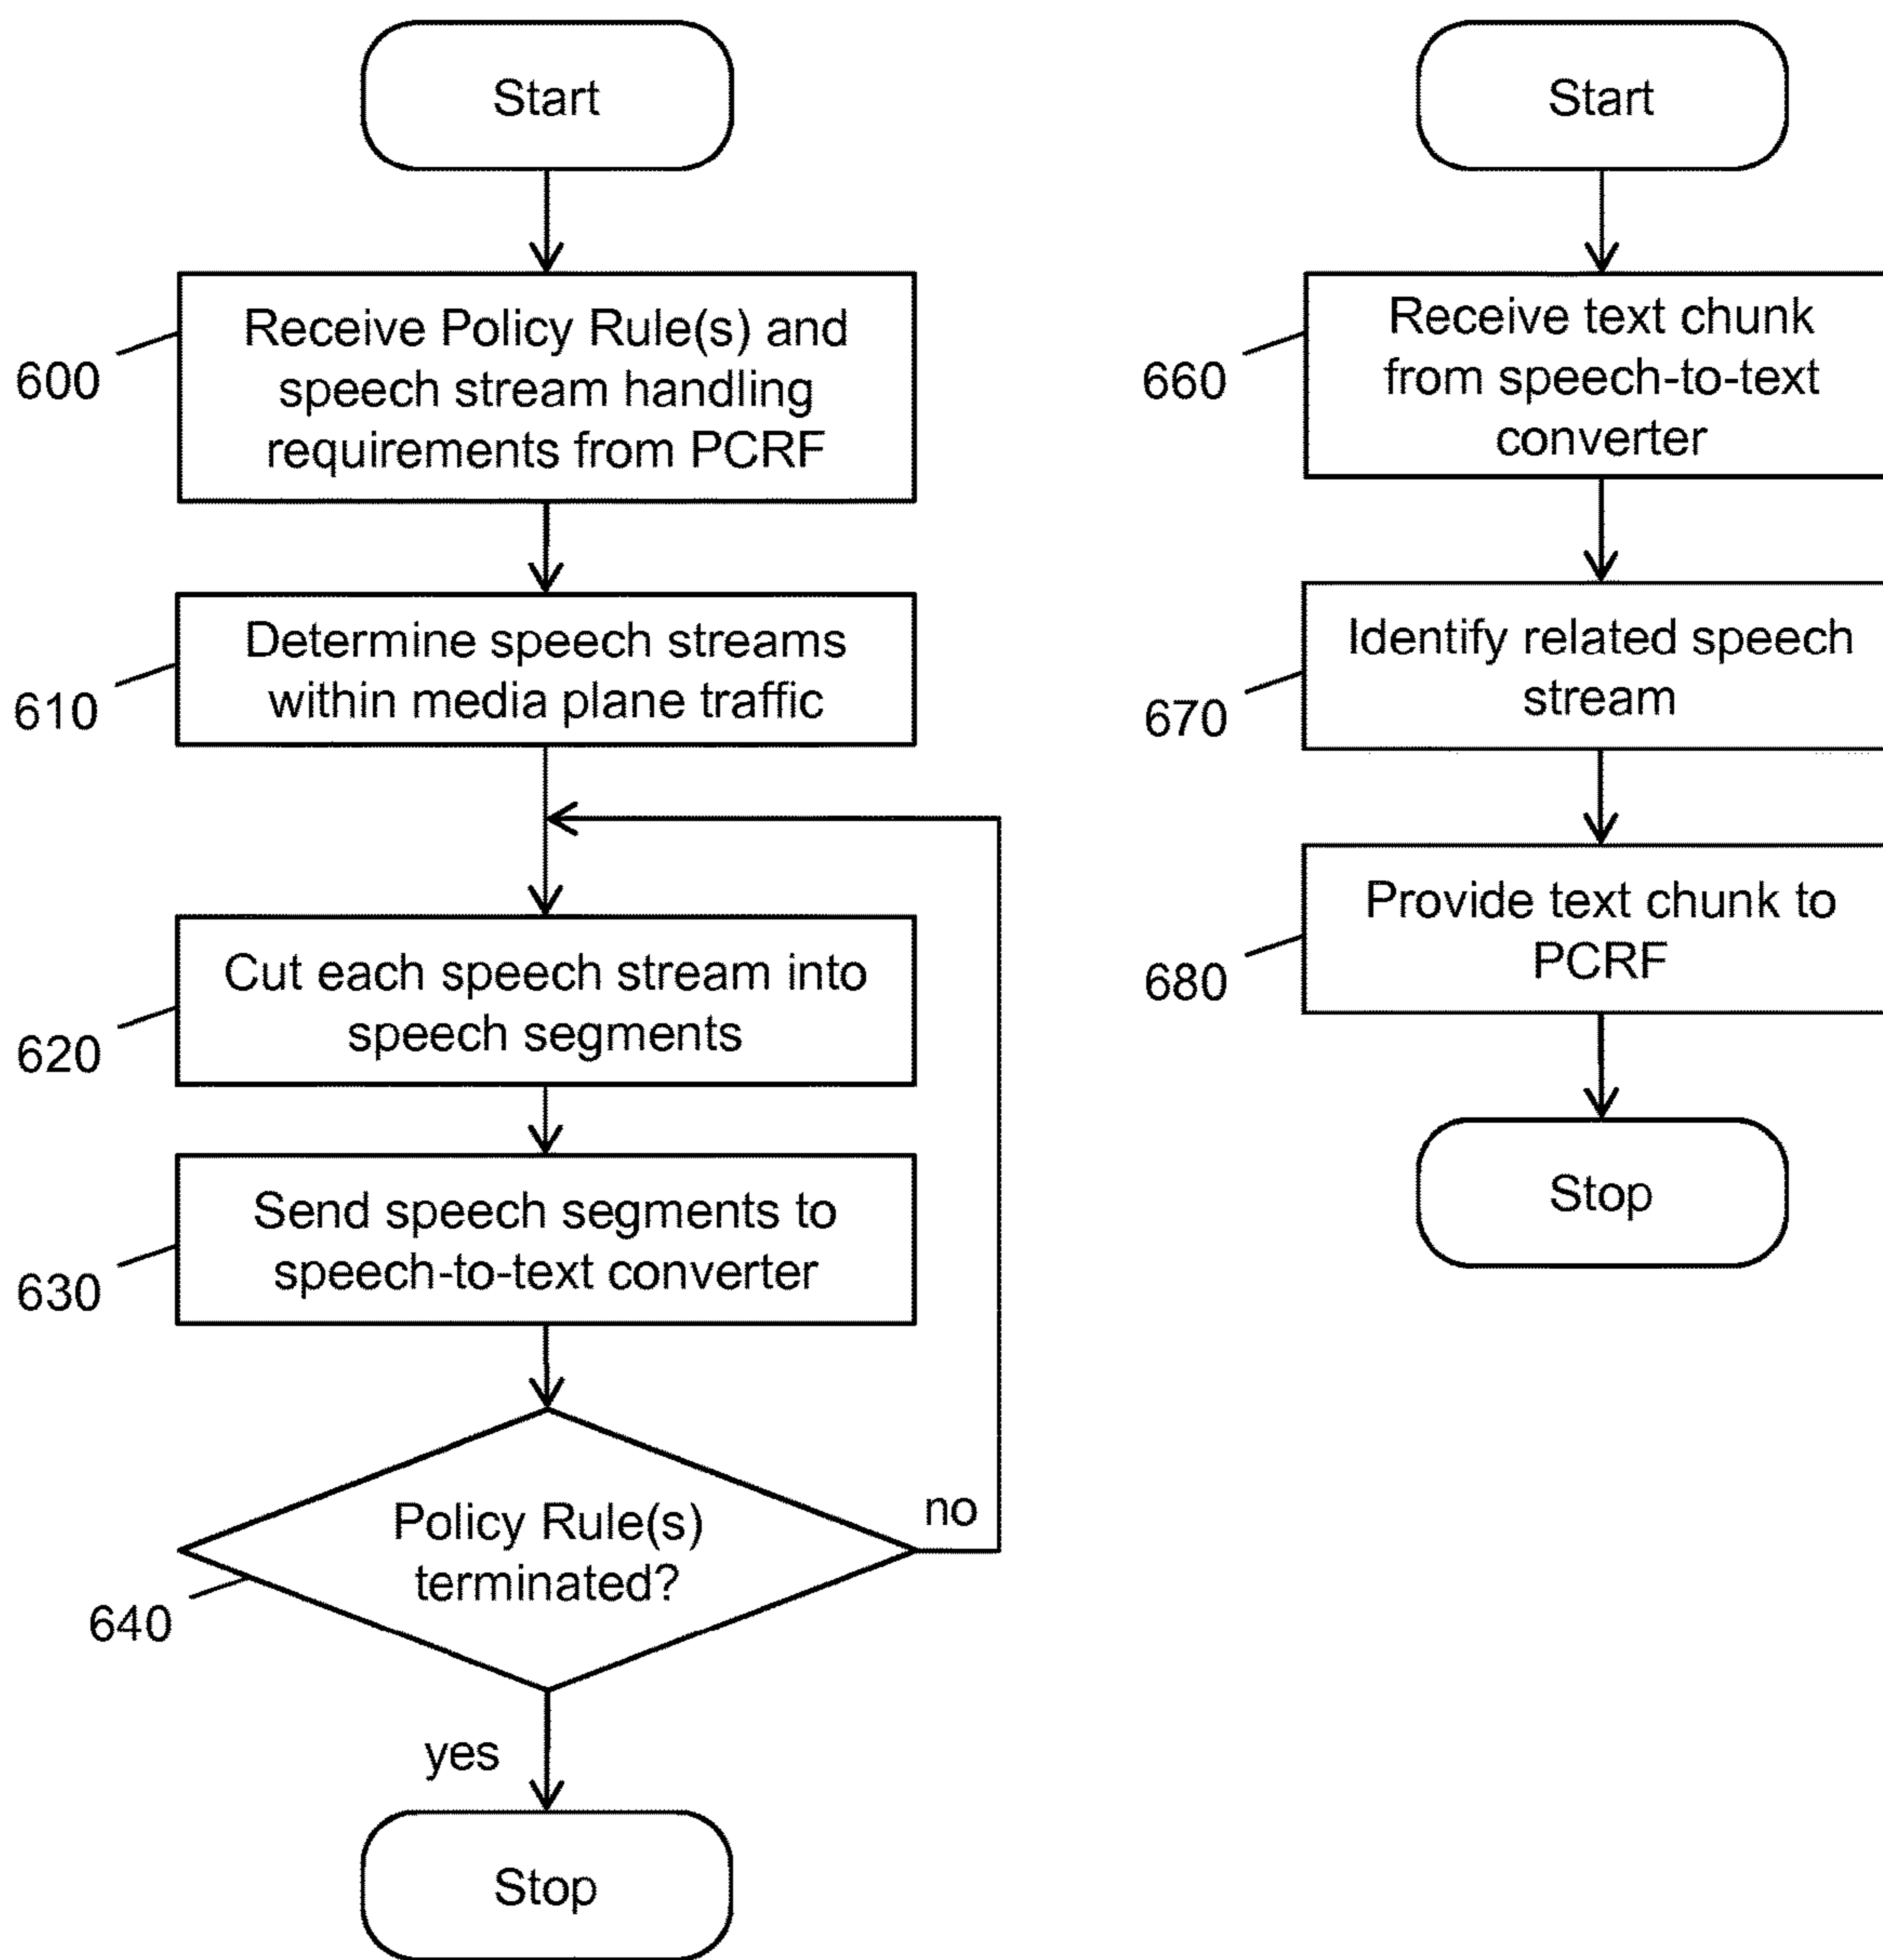 Start
600
Receive Policy Rule(s) and
speech stream handling
requirements from PCRF
610
Determine speech streams
within media plane traffic
620
Cut each speech stream into
speech segments
630
Send speech segments to
speech-to-text converter
640
Policy Rule(s)
terminated?
no
yes
Stop
Start
660
Receive text chunk
from speech-to-text
converter
670
Identify related speech
stream
680
Provide text chunk to
PCRF
Stop